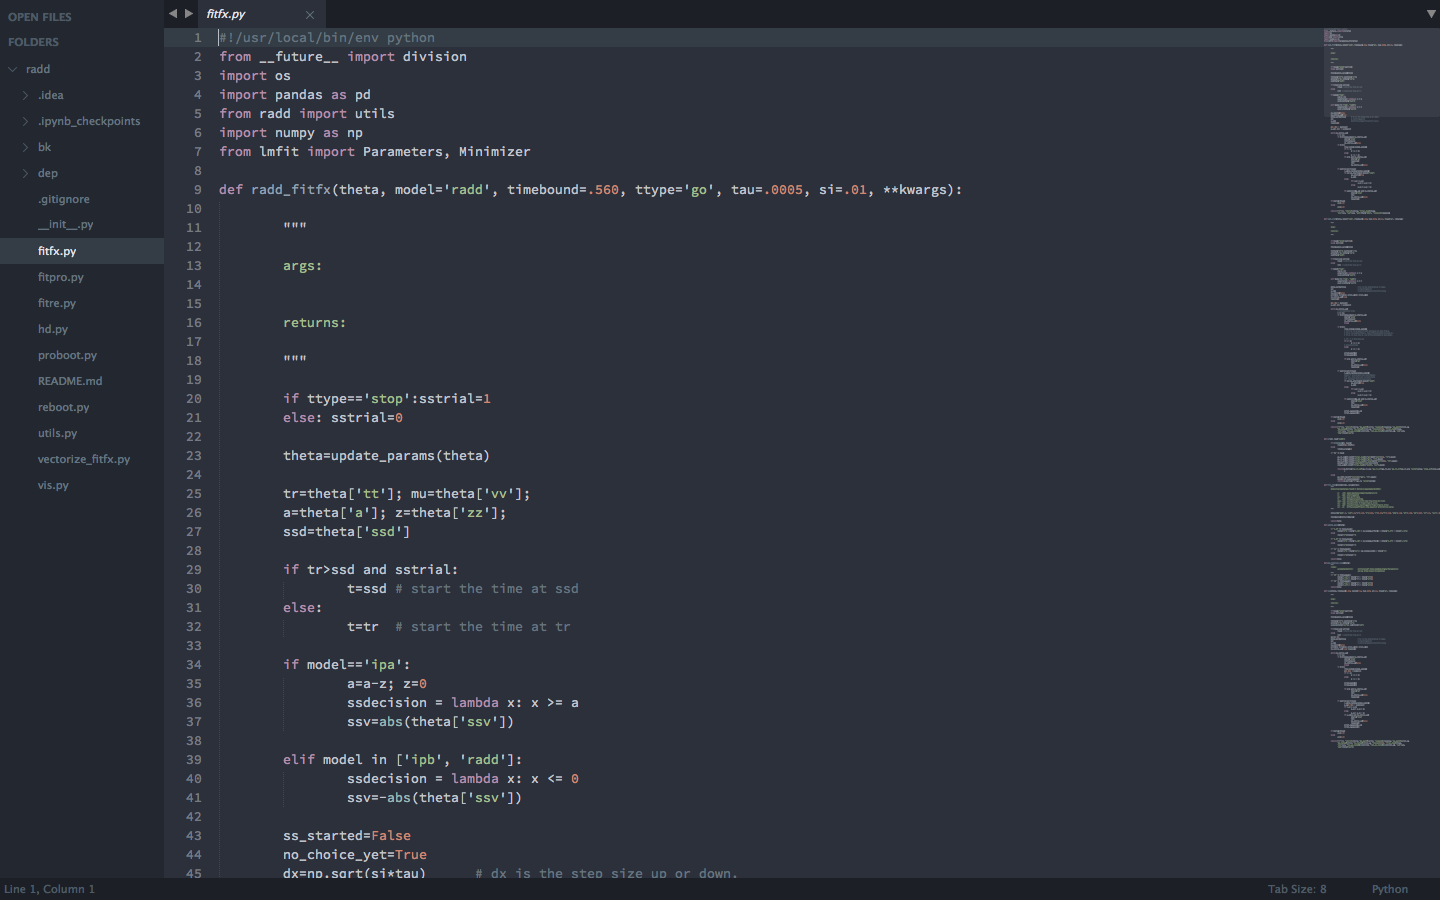 OPEN FILES
FOLDERS
radd
.idea
.ipynb_checkpoints
bk
dep
.gitignore
__init__.py
fitfx.py
fitpro.py
fitre.py
hd.py
proboot.py
README.md
reboot.py
utils.py
vectorize_fitfx.py
vis.py
fitfx.py
1 #!/usr/local/bin/env python
2 from __future__ import division
3 import os
4 import pandas as pd
5 from radd import utils
6 import numpy as np
7 from lmfit import Parameters, Minimizer
8
9 def radd_fitfx(theta, model='radd', timebound=.560, ttype='go', tau=.0005, si=.01, **kwargs):
10
11 """
12
13 args:
14
15
16 returns:
17
18 """
19
20 if ttype=='stop':sstrial=1
21 else: sstrial=0
22
23 theta=update_params(theta)
24
25 tr=theta['tt']; mu=theta['vv'];
26 a=theta['a']; z=theta['zz'];
27 ssd=theta['ssd']
28
29 if tr>ssd and sstrial:
30 t=ssd # start the time at ssd
31 else:
32 t=tr # start the time at tr
33
34 if model=='ipa':
35 a=a-z; z=0
36 ssdecision = lambda x: x >= a
37 ssv=abs(theta['ssv'])
38
39 elif model in ['ipb', 'radd']:
40 ssdecision = lambda x: x <= 0
41 ssv=-abs(theta['ssv'])
42
43 ss_started=False
44 no_choice_yet=True
45 dx=np.sqrt(si*tau) # dx is the step size up or down.
Line 1, Column 1
Tab Size: 8
Python